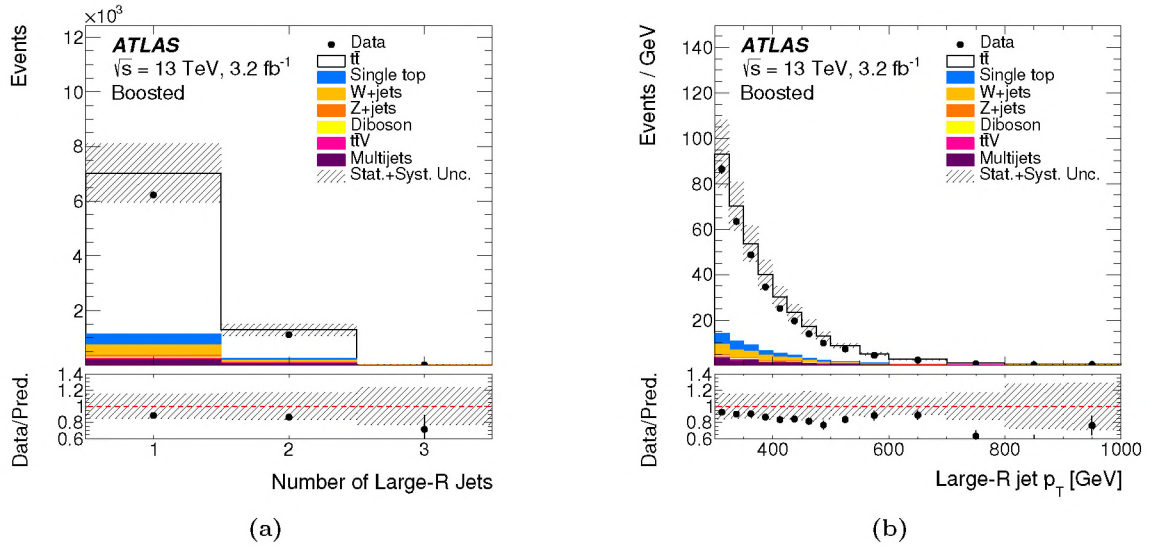 ×10³
Events
12
10
8
6
4
2
ATLAS
√s = 13 TeV, 3.2 fb⁻¹
Boosted
Data
tt̄
Single top
W+jets
Z+jets
Diboson
tt̄V
Multijets
Stat.+Syst. Unc.
Data/Pred.
1.4
1.2
1
0.8
0.6
1 2 3
Number of Large-R Jets
(a)
Events / GeV
140
120
100
80
60
40
20
ATLAS
√s = 13 TeV, 3.2 fb⁻¹
Boosted
Data
tt̄
Single top
W+jets
Z+jets
Diboson
tt̄V
Multijets
Stat.+Syst. Unc.
Data/Pred.
1.4
1.2
1
0.8
0.6
400 600 800 1000
Large-R jet p_T [GeV]
(b)